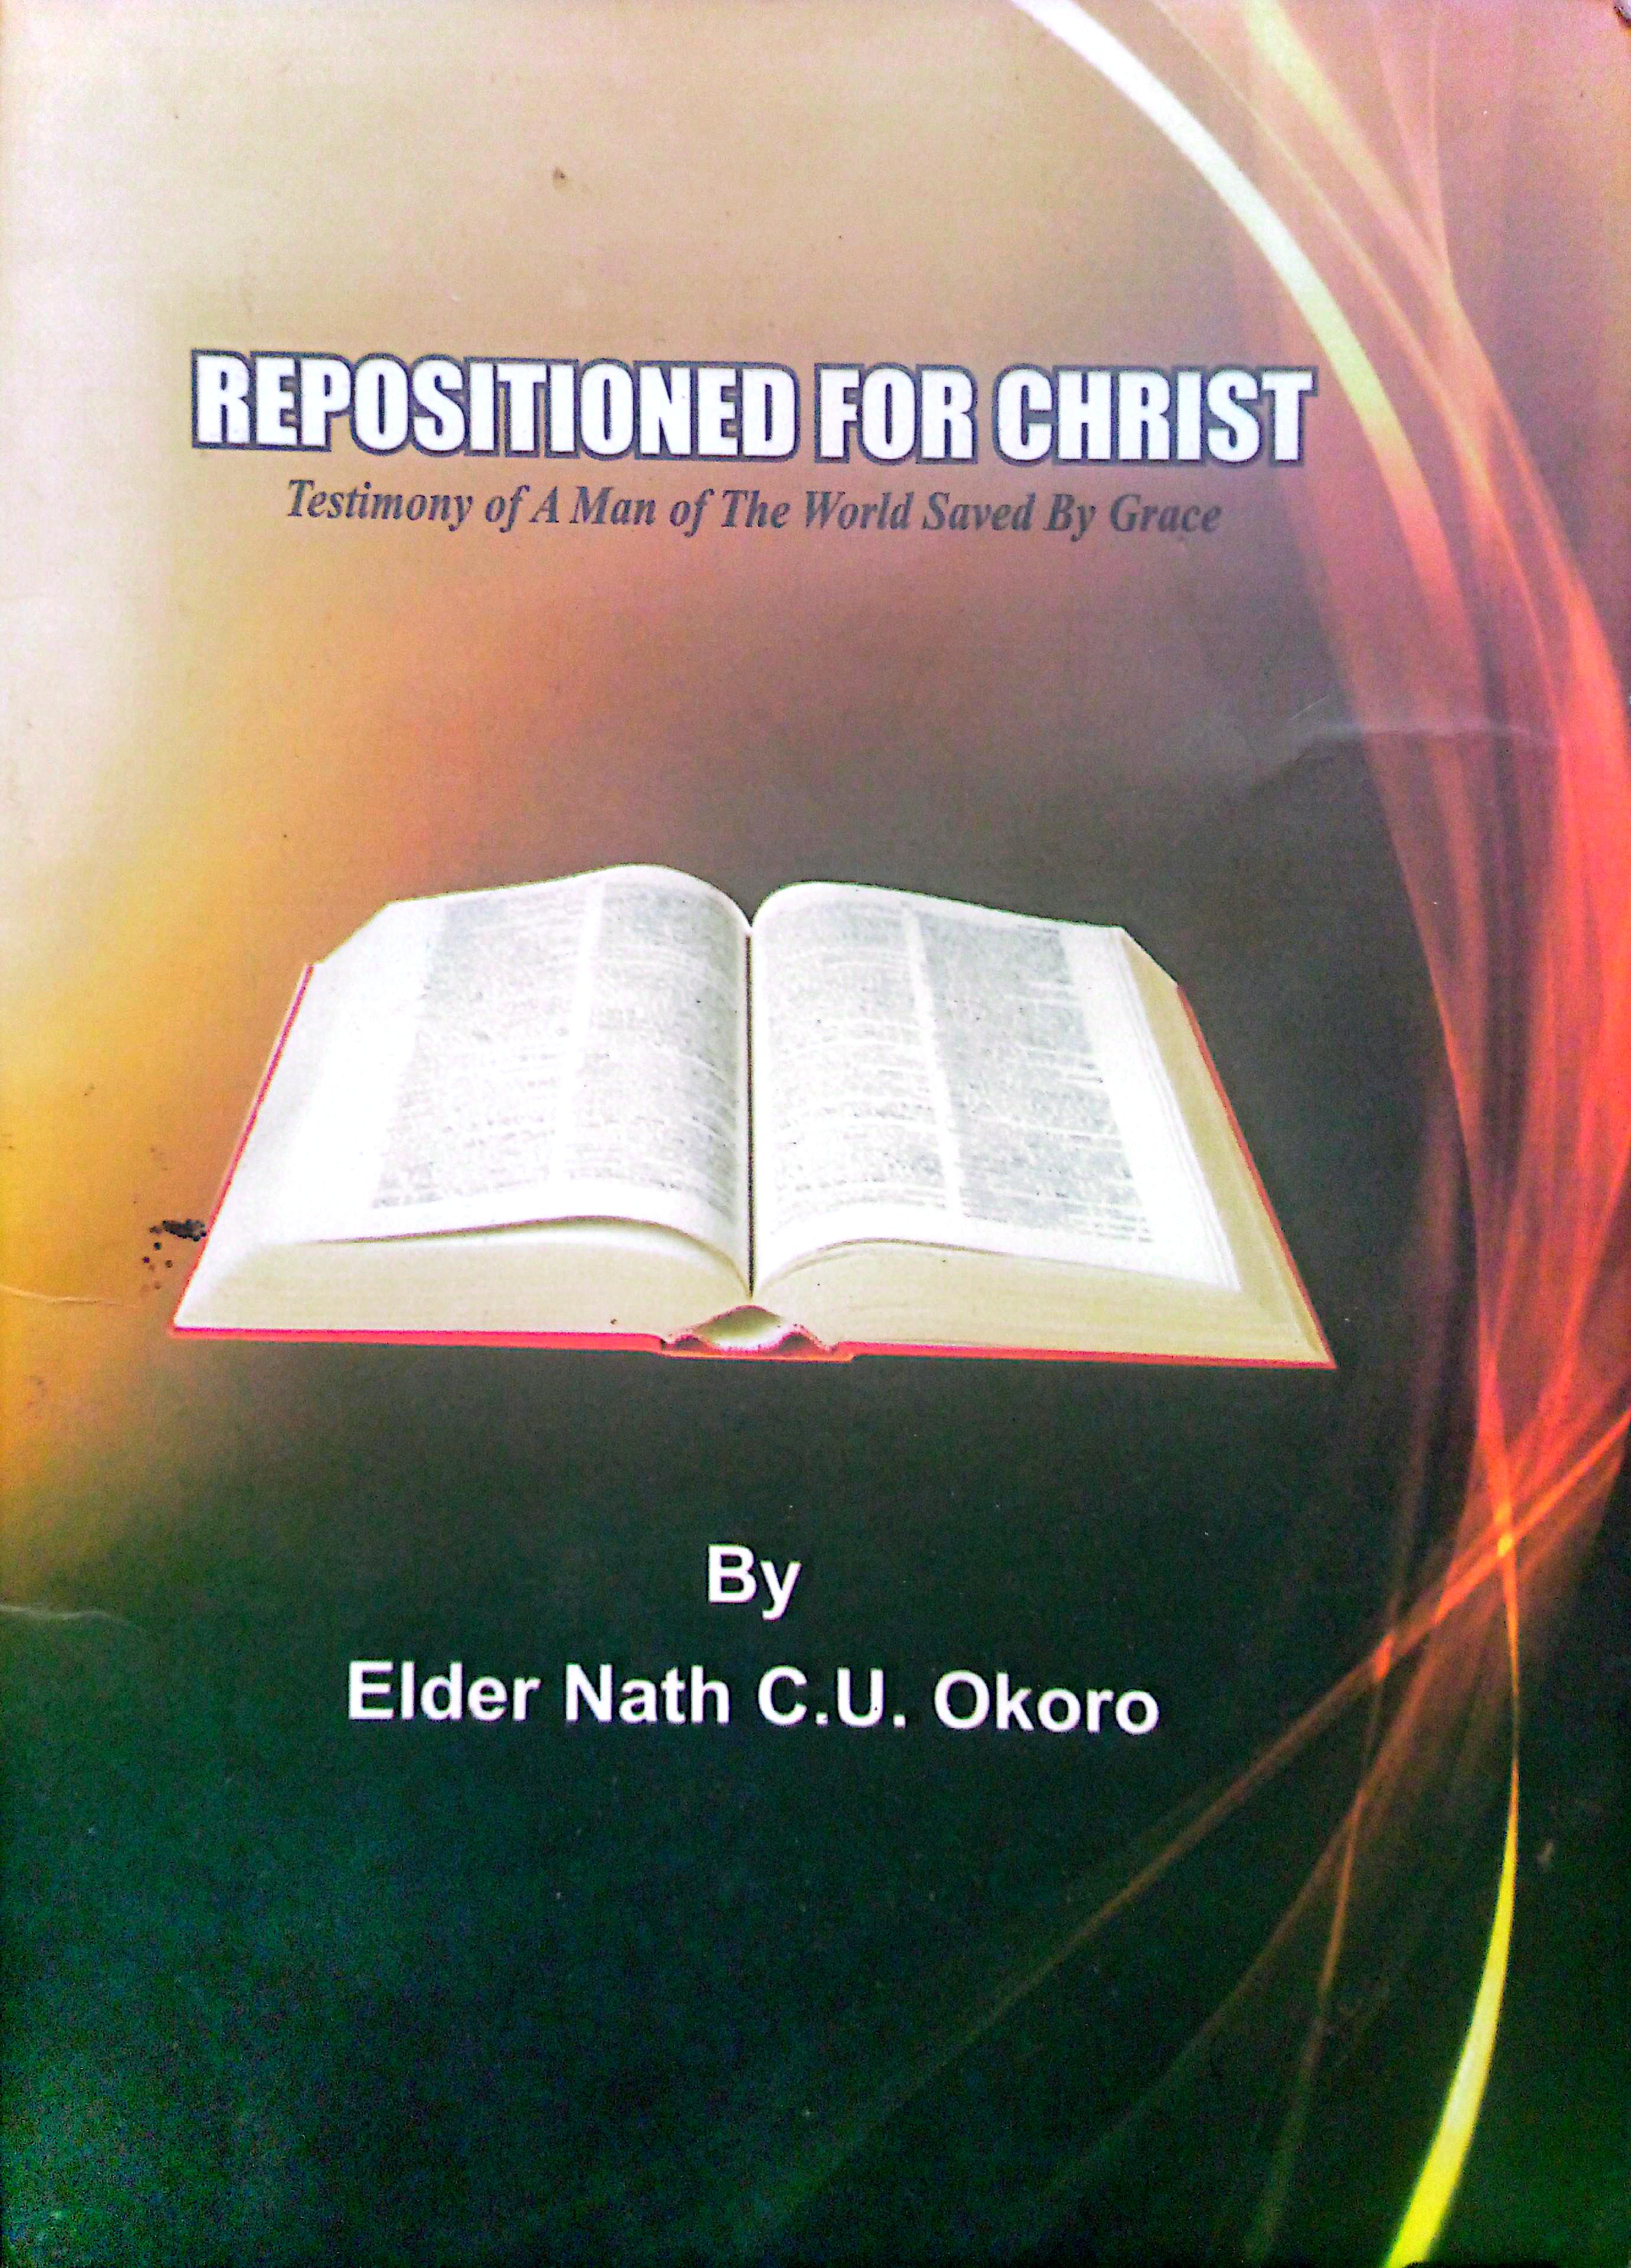 REPOSITIONED FOR CHRIST
Testimony of A Man of The World Saved By Grace
By
Elder Nath C.U. Okoro